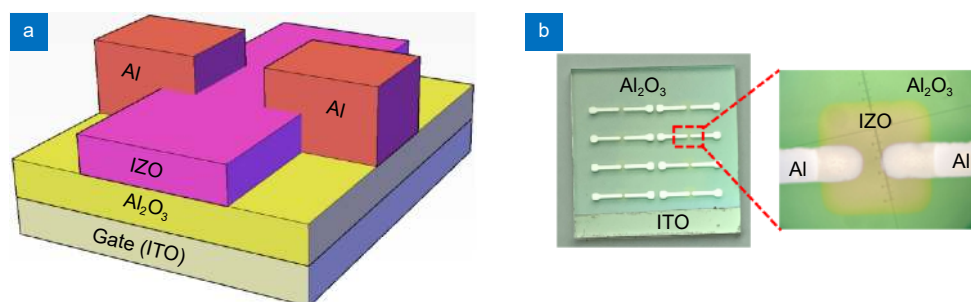 a
Al
Al
IZO
Al₂O₃
Gate (ITO)
b
Al₂O₃
ITO
Al₂O₃
IZO
Al
Al